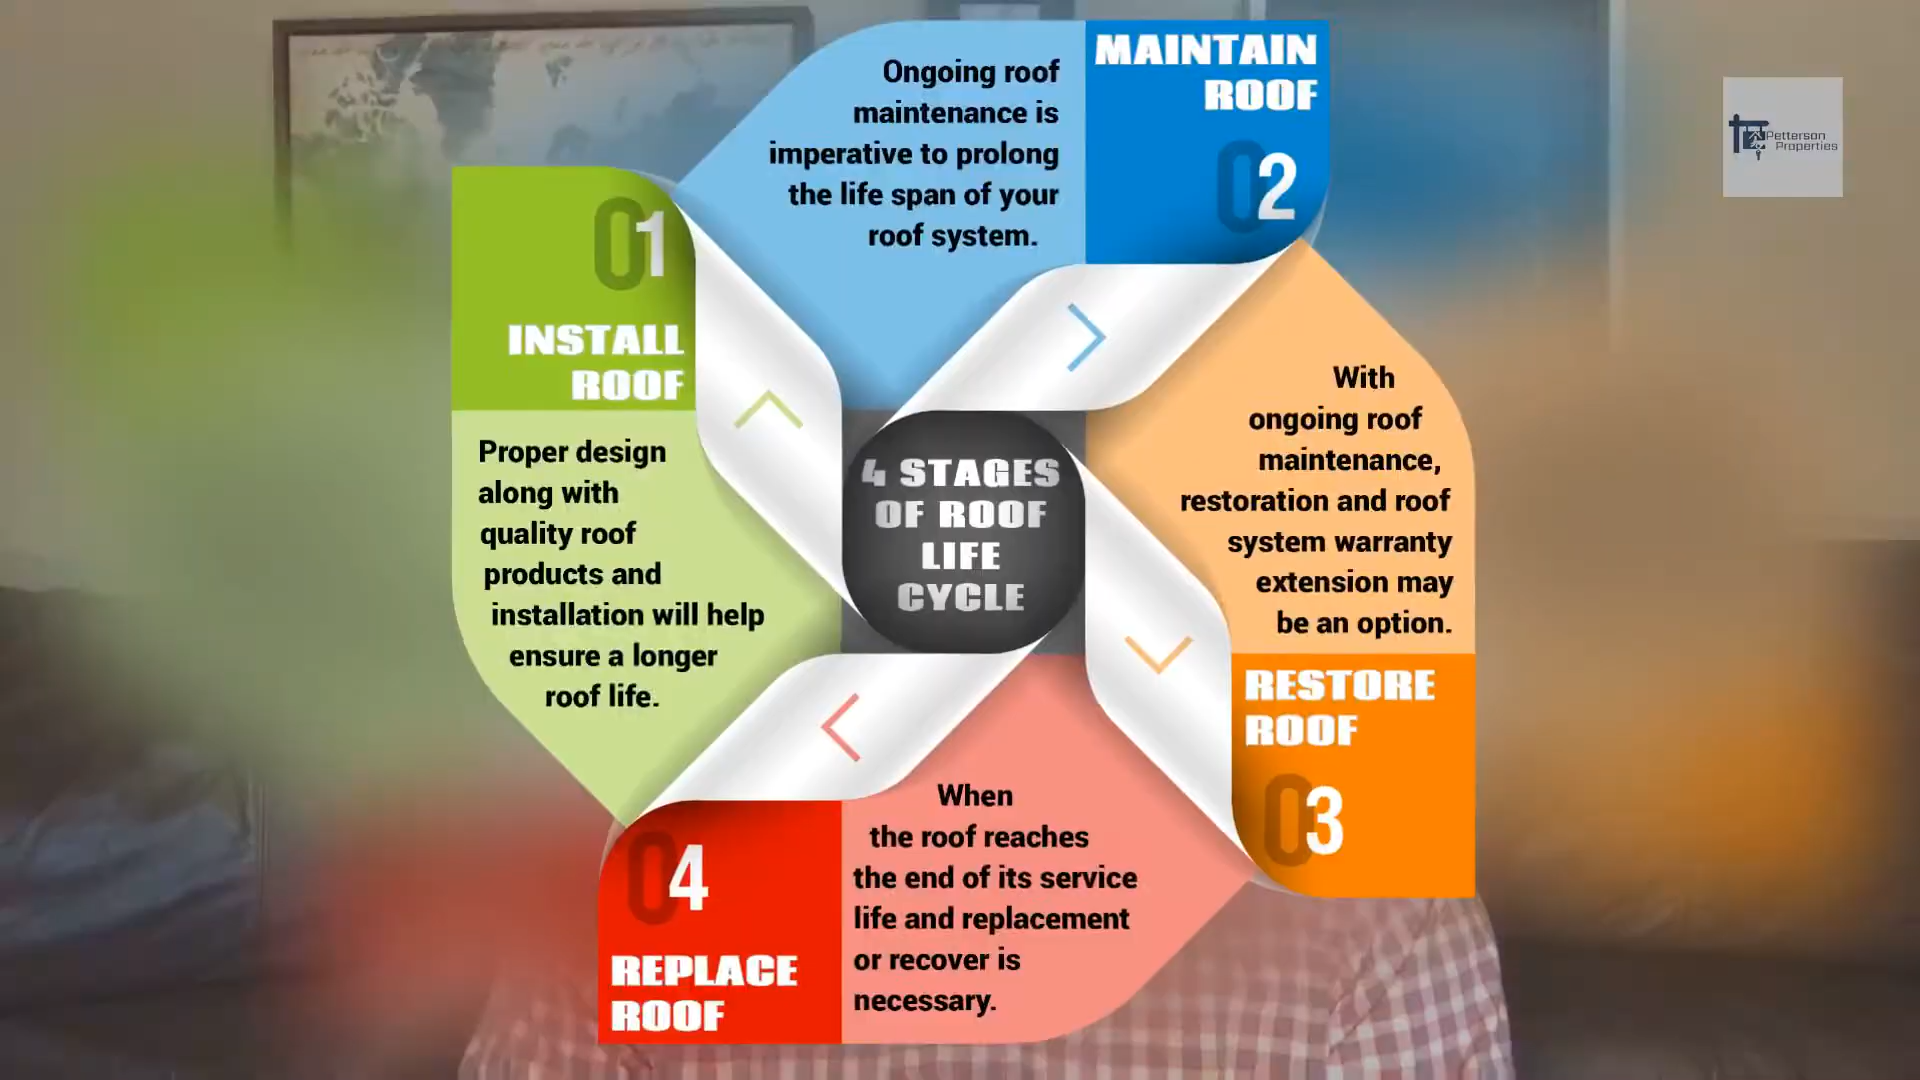 01
INSTALL
ROOF
Proper design
along with
quality roof
products and
installation will help
ensure a longer
roof life.
Ongoing roof
maintenance is
imperative to prolong
the life span of your
roof system.
MAINTAIN
ROOF
02
With
ongoing roof
maintenance,
restoration and roof
system warranty
extension may
be an option.
RESTORE
ROOF
03
04
REPLACE
ROOF
When
the roof reaches
the end of its service
life and replacement
or recover is
necessary.
4 STAGES
OF ROOF
LIFE
CYCLE
Petterson
Properties